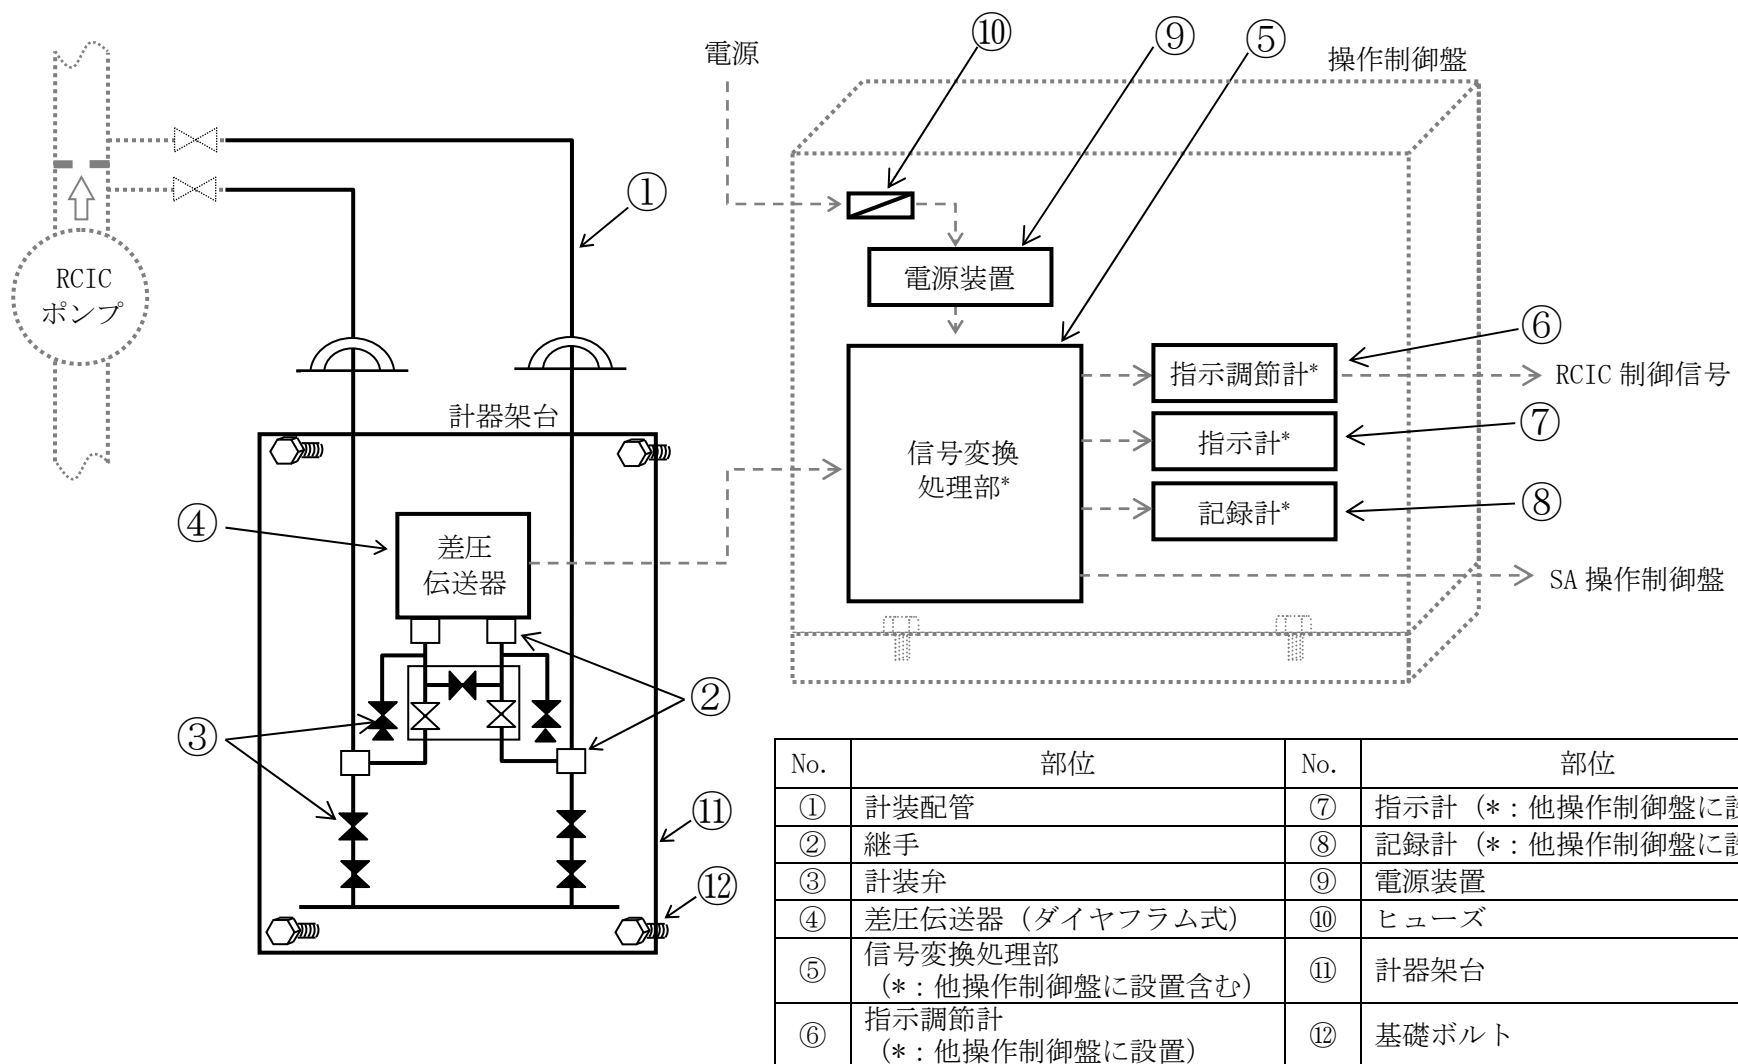 電源
⑩
⑨
⑤
操作制御盤
①
RCIC
ポンプ
電源装置
⑥
指示調節計*
RCIC 制御信号
計器架台
⑦
指示計*
信号変換
処理部*
⑧
記録計*
④
差圧
伝送器
SA 操作制御盤
②
③
⑪
⑫
No. 部位 No. 部位
① 計装配管 ⑦ 指示計（*：他操作制御盤に設
② 継手 ⑧ 記録計（*：他操作制御盤に設
③ 計装弁 ⑨ 電源装置
④ 差圧伝送器（ダイヤフラム式） ⑩ ヒューズ
⑤ 信号変換処理部
（*：他操作制御盤に設置含む） ⑪ 計器架台
⑥ 指示調節計
（*：他操作制御盤に設置） ⑫ 基礎ボルト